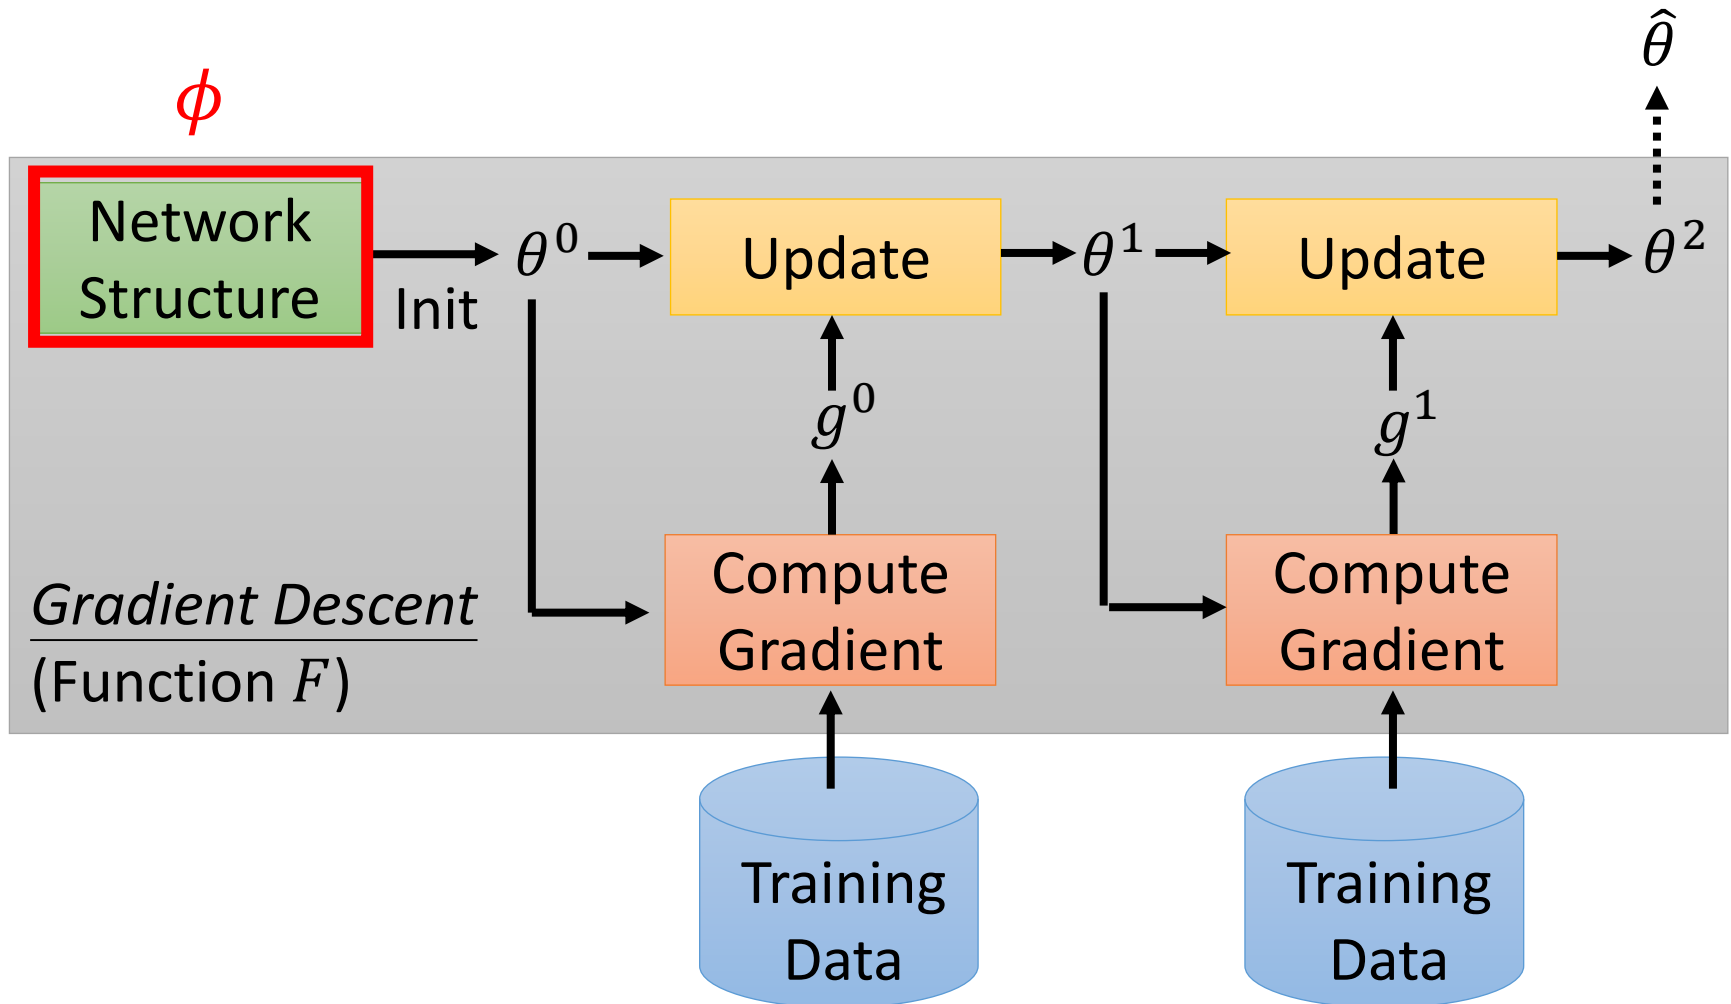 θ̂
ϕ
Network
Structure
Init
θ⁰
Update
θ¹
Update
θ²
g⁰
g¹
Gradient Descent
(Function F)
Compute
Gradient
Compute
Gradient
Training
Data
Training
Data